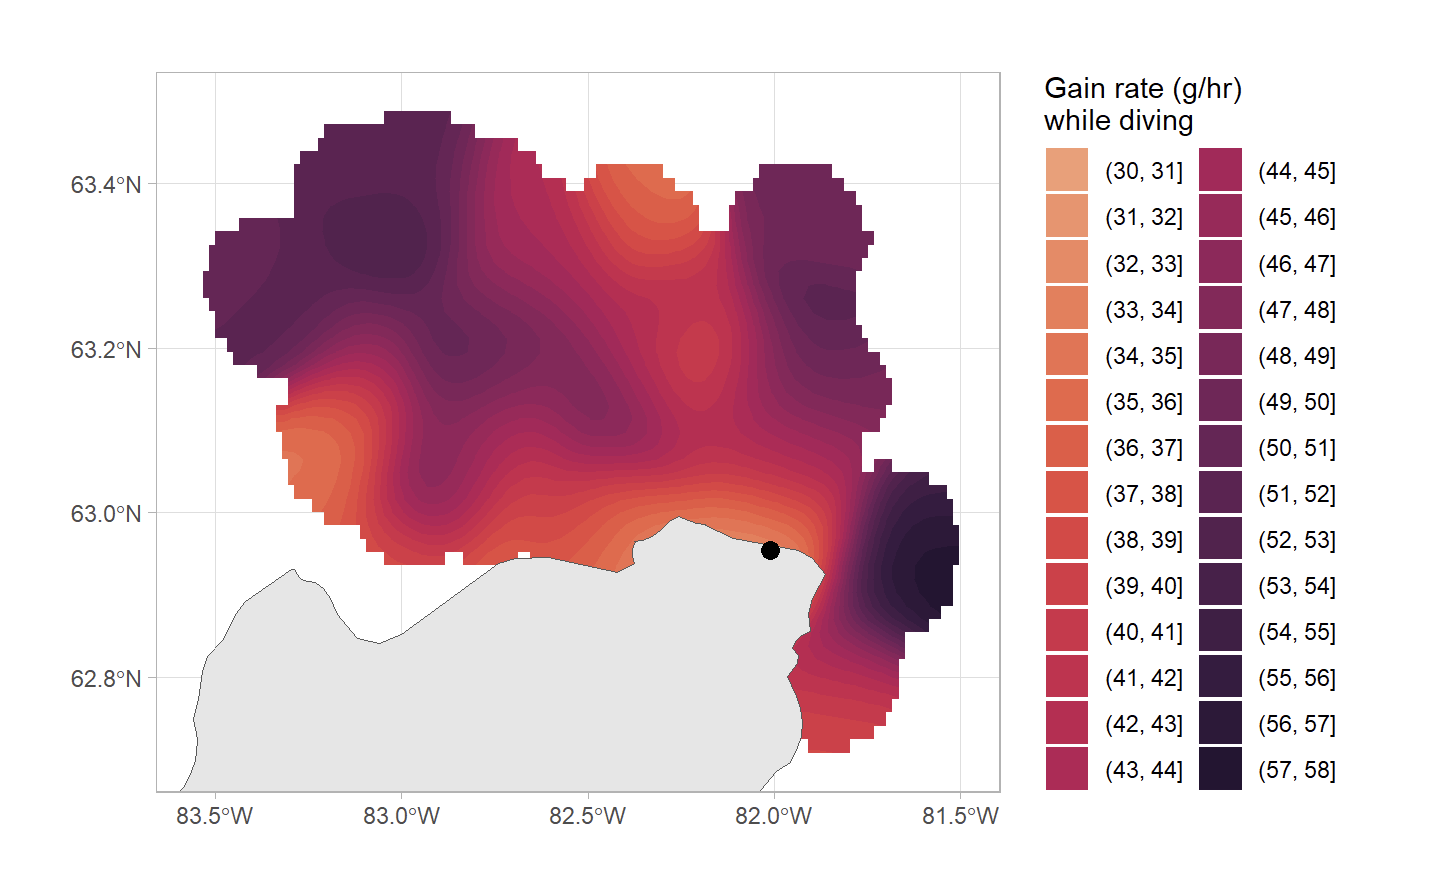 Gain rate (g/hr)
while diving
(30, 31]
(31, 32]
(32, 33]
(33, 34]
(34, 35]
(35, 36]
(36, 37]
(37, 38]
(38, 39]
(39, 40]
(40, 41]
(41, 42]
(42, 43]
(43, 44]
(44, 45]
(45, 46]
(46, 47]
(47, 48]
(48, 49]
(49, 50]
(50, 51]
(51, 52]
(52, 53]
(53, 54]
(54, 55]
(55, 56]
(56, 57]
(57, 58]
63.4°N
63.2°N
63.0°N
62.8°N
83.5°W
83.0°W
82.5°W
82.0°W
81.5°W